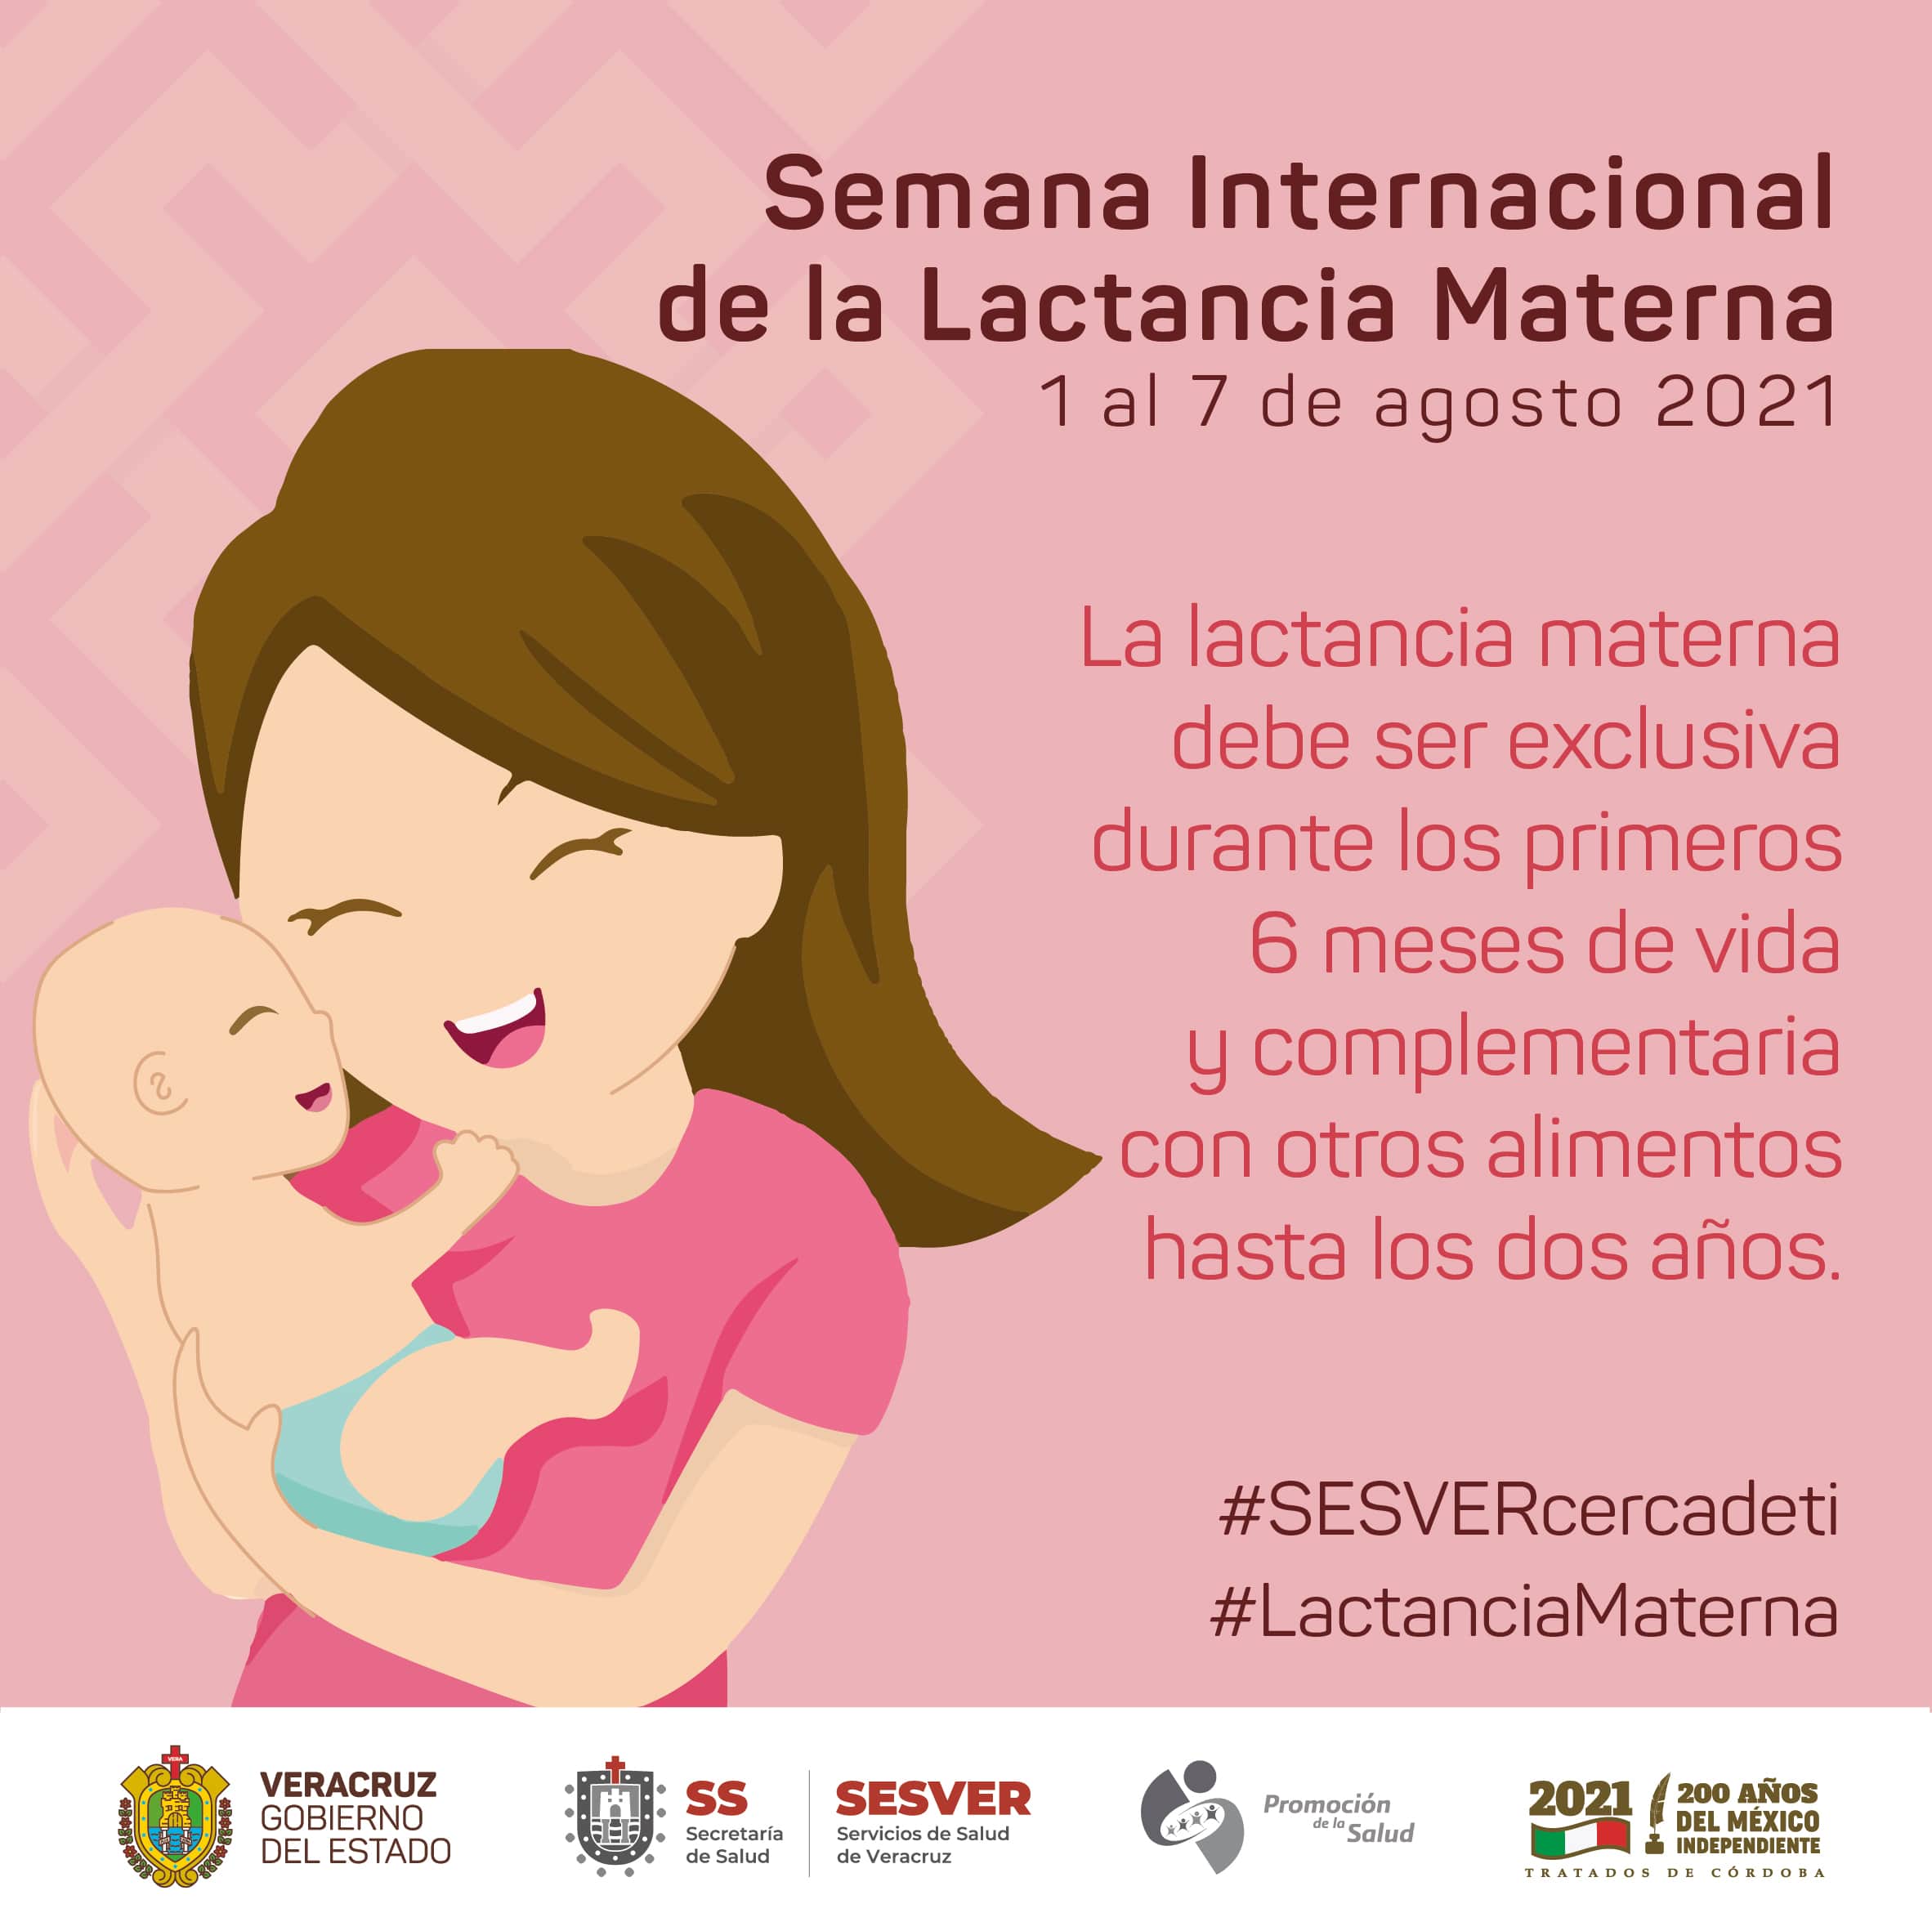 Semana Internacional
de la Lactancia Materna
1 al 7 de agosto 2021
La lactancia materna
debe ser exclusiva
durante los primeros
6 meses de vida
y complementaria
con otros alimentos
hasta los dos años.
#SESVERcercadeti
#LactanciaMaterna
VERA
VERACRUZ
GOBIERNO
DEL ESTADO
SS
Secretaría
de Salud
SESVER
Servicios de Salud
de Veracruz
Promoción
de la
Salud
2021
200 AÑOS
DEL MÉXICO
INDEPENDIENTE
TRATADOS DE CÓRDOBA